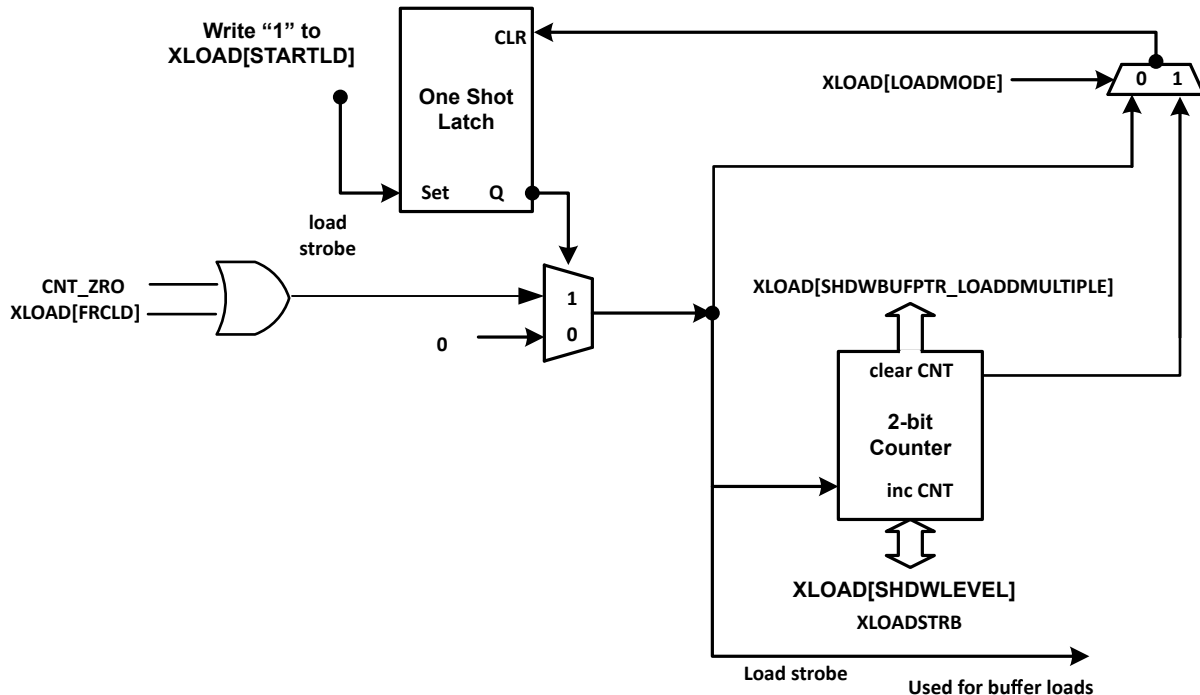 Write “1” to
XLOAD[STARTLD]
CLR
One Shot
Latch
Set Q
load
strobe
XLOAD[LOADMODE]
0 1
CNT_ZRO
XLOAD[FRCLD]
1
0
0
XLOAD[SHDWBUFPTR_LOADDMULTIPLE]
clear CNT
2-bit
Counter
inc CNT
XLOAD[SHDWLEVEL]
XLOADSTRB
Load strobe
Used for buffer loads